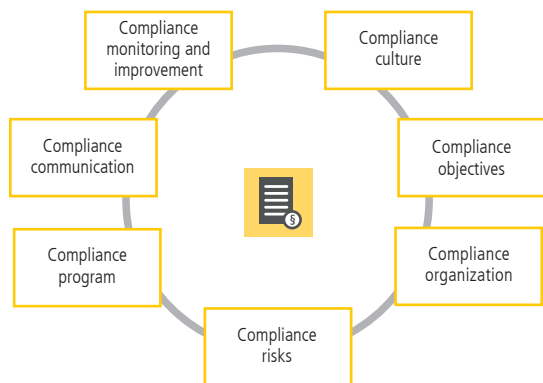 Compliance
monitoring and
improvement
Compliance
culture
Compliance
objectives
Compliance
organization
Compliance
risks
Compliance
program
Compliance
communication
§